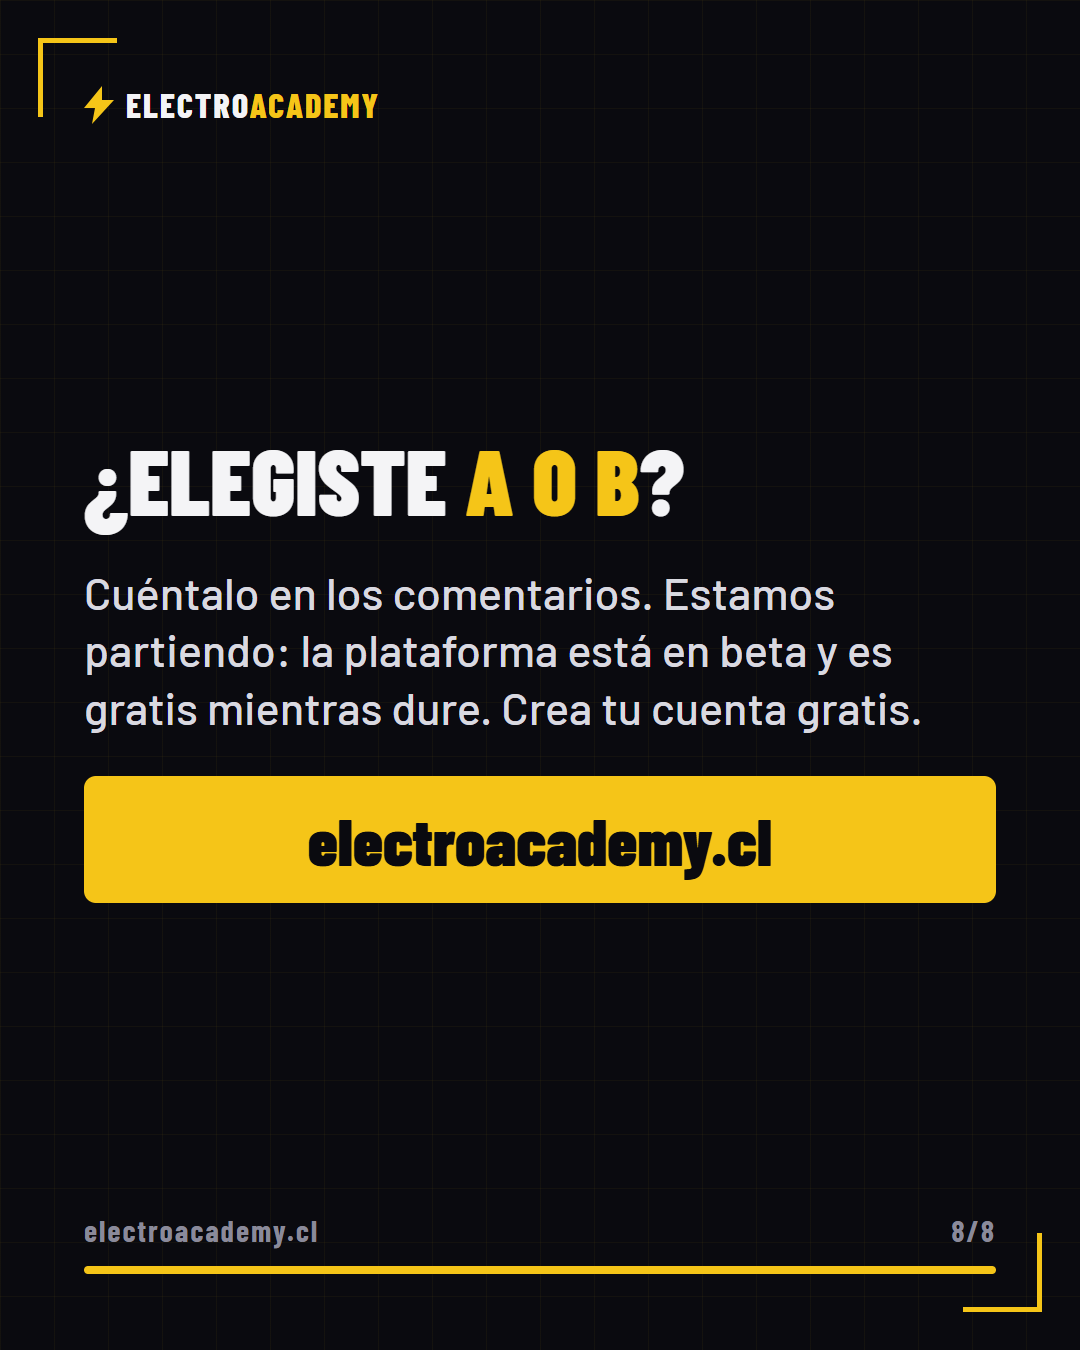 ELECTROACADEMY
¿ELEGISTE A O B?
Cuéntalo en los comentarios. Estamos
partiendo: la plataforma está en beta y es
gratis mientras dure. Crea tu cuenta gratis.
electroacademy.cl
electroacademy.cl 8/8